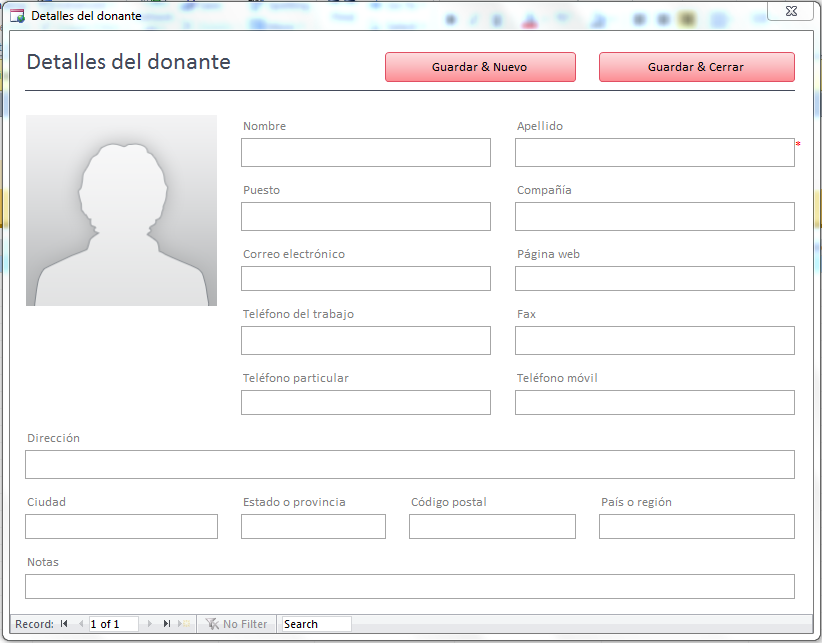 Detalles del donante
Detalles del donante
Guardar & Nuevo
Guardar & Cerrar
Nombre
Apellido
*
Puesto
Compañía
Correo electrónico
Página web
Teléfono del trabajo
Fax
Teléfono particular
Teléfono móvil
Dirección
Ciudad
Estado o provincia
Código postal
País o región
Notas
Record: 1 of 1 No Filter Search